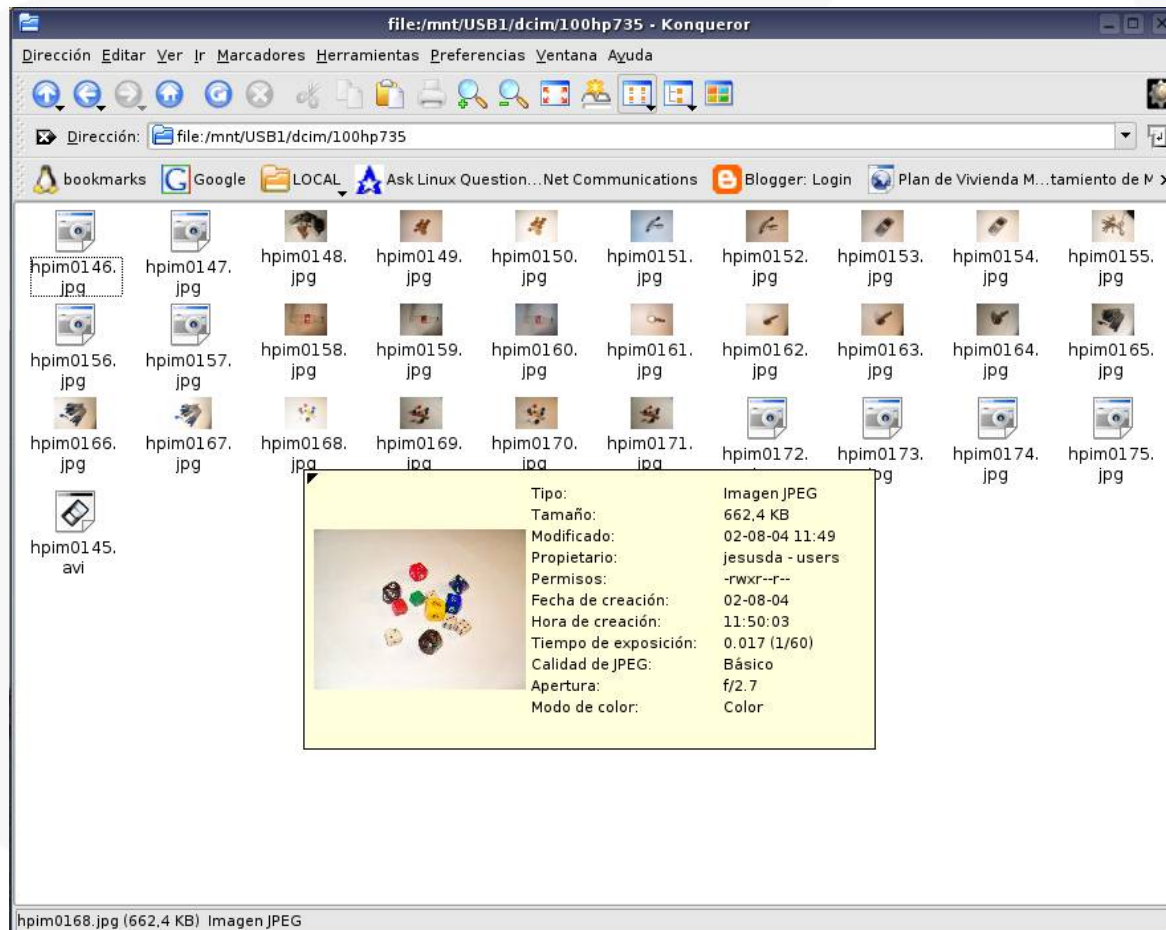 file:/mnt/USB1/dcim/100hp735 - Konqueror
Dirección Editar Ver Ir Marcadores Herramientas Preferencias Ventana Ayuda
Dirección: file:/mnt/USB1/dcim/100hp735
bookmarks Google LOCAL Ask Linux Question...Net Communications Blogger: Login Plan de Vivienda M...tamiento de M
hpim0146. hpim0147. hpim0148. hpim0149. hpim0150. hpim0151. hpim0152. hpim0153. hpim0154. hpim0155.
jpg jpg jpg jpg jpg jpg jpg jpg jpg jpg
hpim0156. hpim0157. hpim0158. hpim0159. hpim0160. hpim0161. hpim0162. hpim0163. hpim0164. hpim0165.
jpg jpg jpg jpg jpg jpg jpg jpg jpg jpg
hpim0166. hpim0167. hpim0168. hpim0169. hpim0170. hpim0171. hpim0172. hpim0173. hpim0174. hpim0175.
jpg jpg jpg jpg jpg jpg pg jpg jpg
hpim0145.
avi
Tipo: Imagen JPEG
Tamaño: 662,4 KB
Modificado: 02-08-04 11:49
Propietario: jesusda - users
Permisos: -rwxr--r--
Fecha de creación: 02-08-04
Hora de creación: 11:50:03
Tiempo de exposición: 0.017 (1/60)
Calidad de JPEG: Básico
Apertura: f/2.7
Modo de color: Color
hpim0168.jpg (662,4 KB) Imagen JPEG